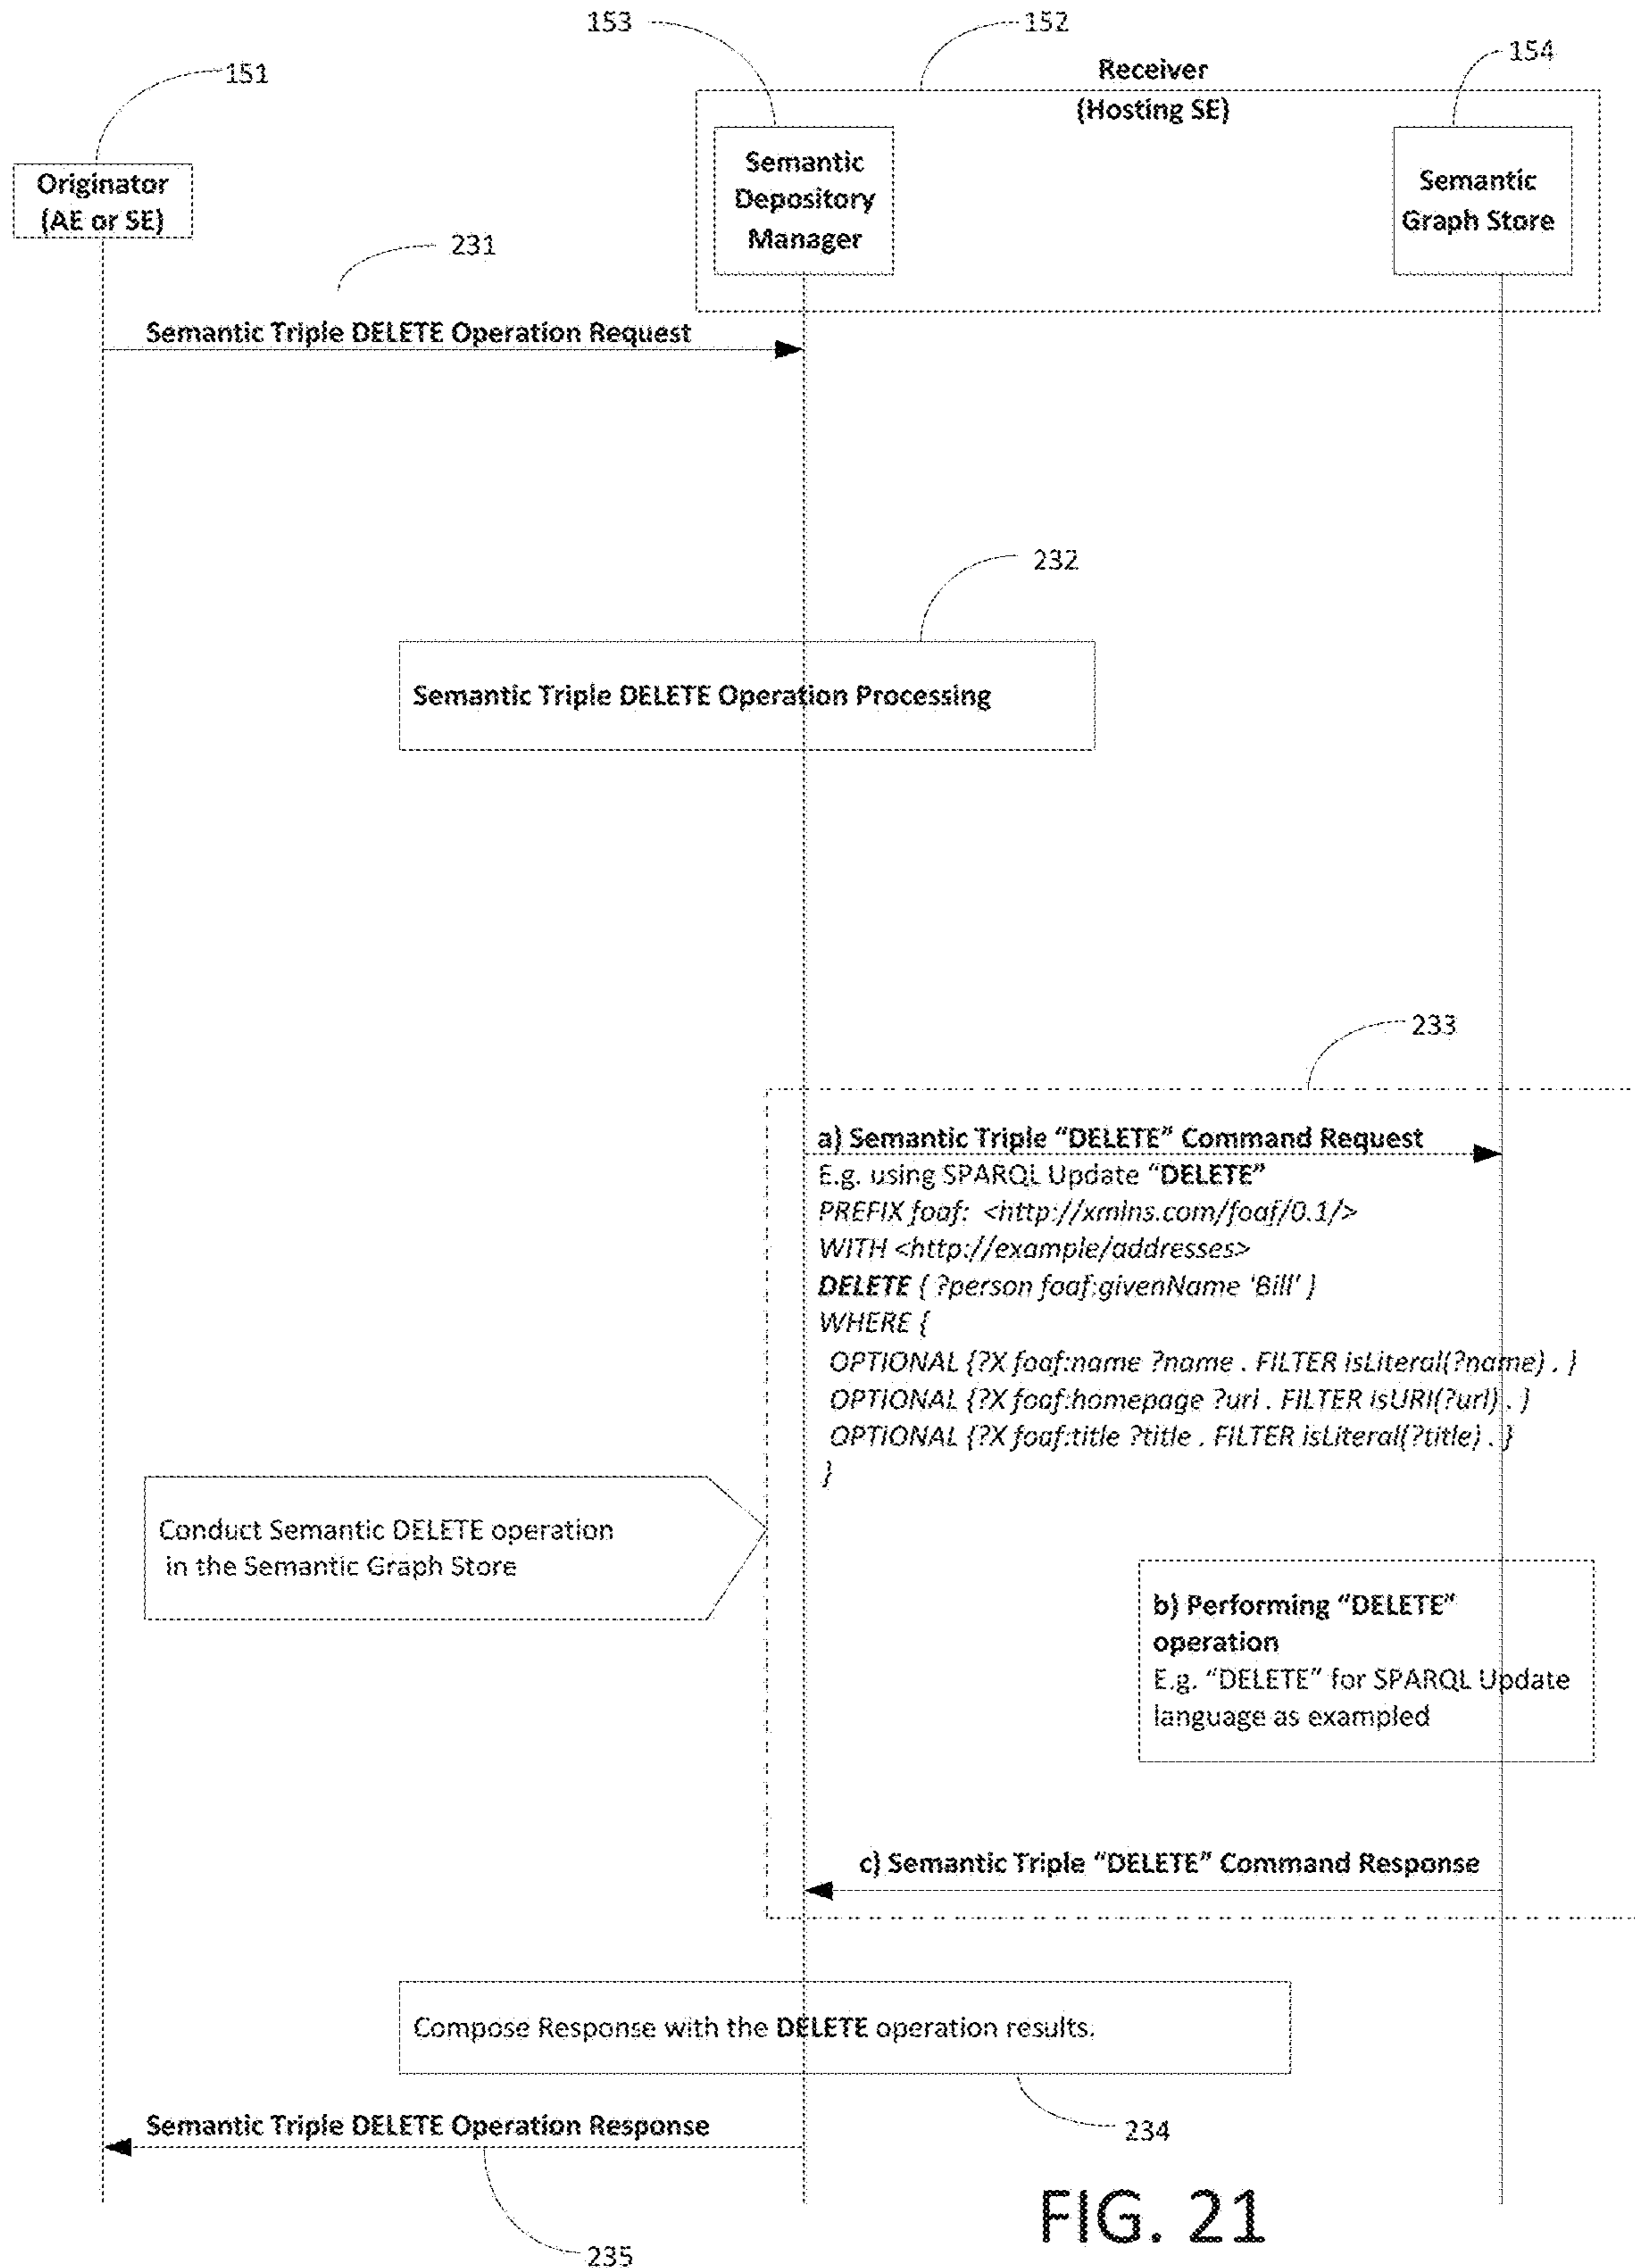 153
152
154
151
Receiver
(Hosting SE)
Originator
(AE or SE)
Semantic
Depository
Manager
Semantic
Graph Store
231
Semantic Triple DELETE Operation Request
232
Semantic Triple DELETE Operation Processing
233
a) Semantic Triple “DELETE” Command Request
E.g. using SPARQL Update “DELETE”
PREFIX foaf: <http://xmlns.com/foaf/0.1/>
WITH <http://example/addresses>
DELETE { ?person foaf:givenName 'Bill' }
WHERE {
OPTIONAL {?X foaf:name ?name . FILTER isLiteral(?name) . }
OPTIONAL {?X foaf:homepage ?url . FILTER isURI(?url) . }
OPTIONAL {?X foaf:title ?title . FILTER isLiteral(?title) . }
}
Conduct Semantic DELETE operation
in the Semantic Graph Store
b) Performing “DELETE”
operation
E.g. “DELETE” for SPARQL Update
language as exampled
c) Semantic Triple “DELETE” Command Response
Compose Response with the DELETE operation results.
234
Semantic Triple DELETE Operation Response
235
FIG. 21